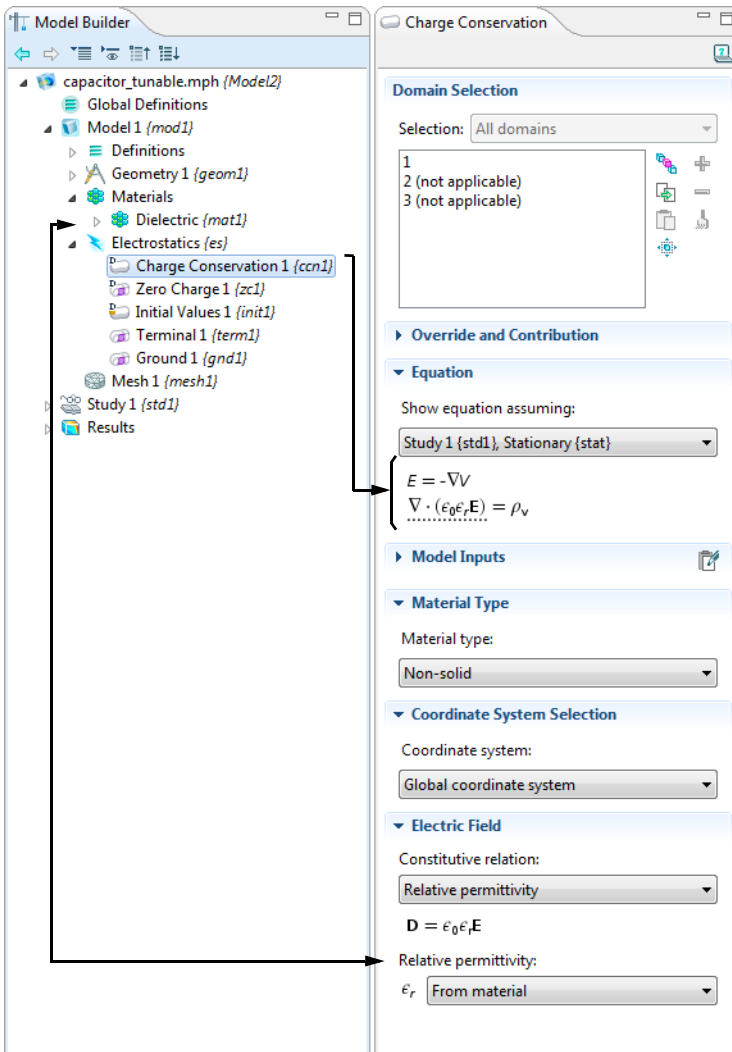 Model Builder
capacitor_tunable.mph {Model2}
Global Definitions
Model 1 {mod1}
Definitions
Geometry 1 {geom1}
Materials
Dielectric {mat1}
Electrostatics {es}
D Charge Conservation 1 {ccn1}
D Zero Charge 1 {zc1}
D Initial Values 1 {init1}
Terminal 1 {term1}
Ground 1 {gnd1}
Mesh 1 {mesh1}
Study 1 {std1}
Results
Charge Conservation
Domain Selection
Selection: All domains
1
2 (not applicable)
3 (not applicable)
Override and Contribution
Equation
Show equation assuming:
Study 1 {std1}, Stationary {stat}
E = -∇V
∇ · (ϵ₀ϵᵣE) = ρᵥ
Model Inputs
Material Type
Material type:
Non-solid
Coordinate System Selection
Coordinate system:
Global coordinate system
Electric Field
Constitutive relation:
Relative permittivity
D = ϵ₀ϵᵣE
Relative permittivity:
ϵᵣ From material